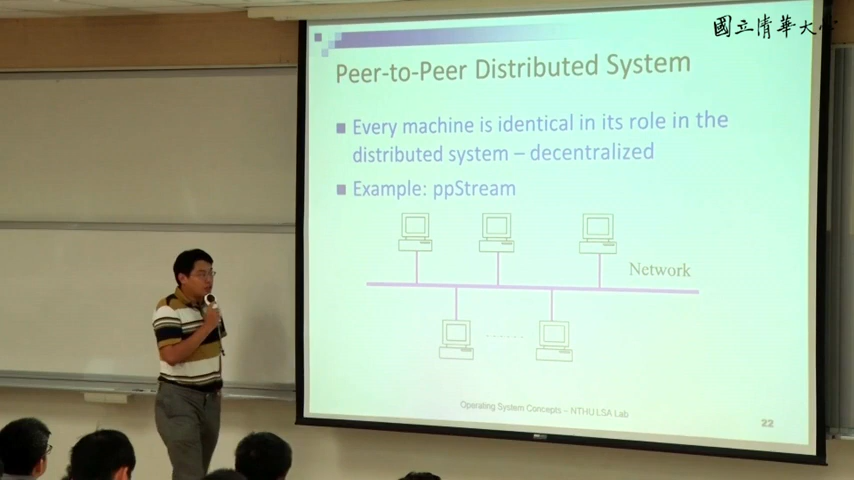 國立清華大學
Peer-to-Peer Distributed System
Every machine is identical in its role in the
distributed system – decentralized
Example: ppStream
Network
Operating System Concepts – NTHU LSA Lab
22